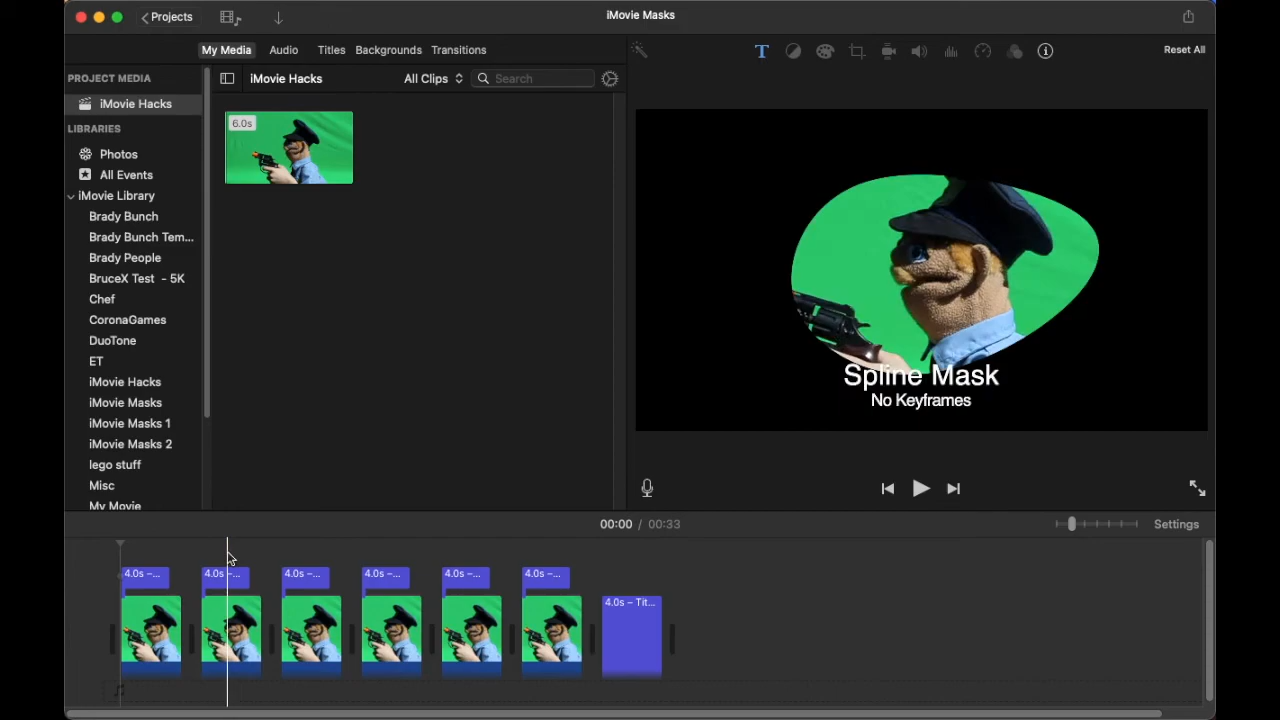 Projects
iMovie Masks
My Media
Audio
Titles
Backgrounds
Transitions
Reset All
PROJECT MEDIA
iMovie Hacks
All Clips
Search
iMovie Hacks
LIBRARIES
6.0s
Photos
All Events
iMovie Library
Brady Bunch
Brady Bunch Tem...
Brady People
BruceX Test - 5K
Chef
CoronaGames
DuoTone
ET
iMovie Hacks
iMovie Masks
iMovie Masks 1
iMovie Masks 2
lego stuff
Misc
My Movie
Spline Mask
No Keyframes
00:00 / 00:33
Settings
4.0s –...
4.0s –...
4.0s –...
4.0s –...
4.0s –...
4.0s –...
4.0s – Tit...